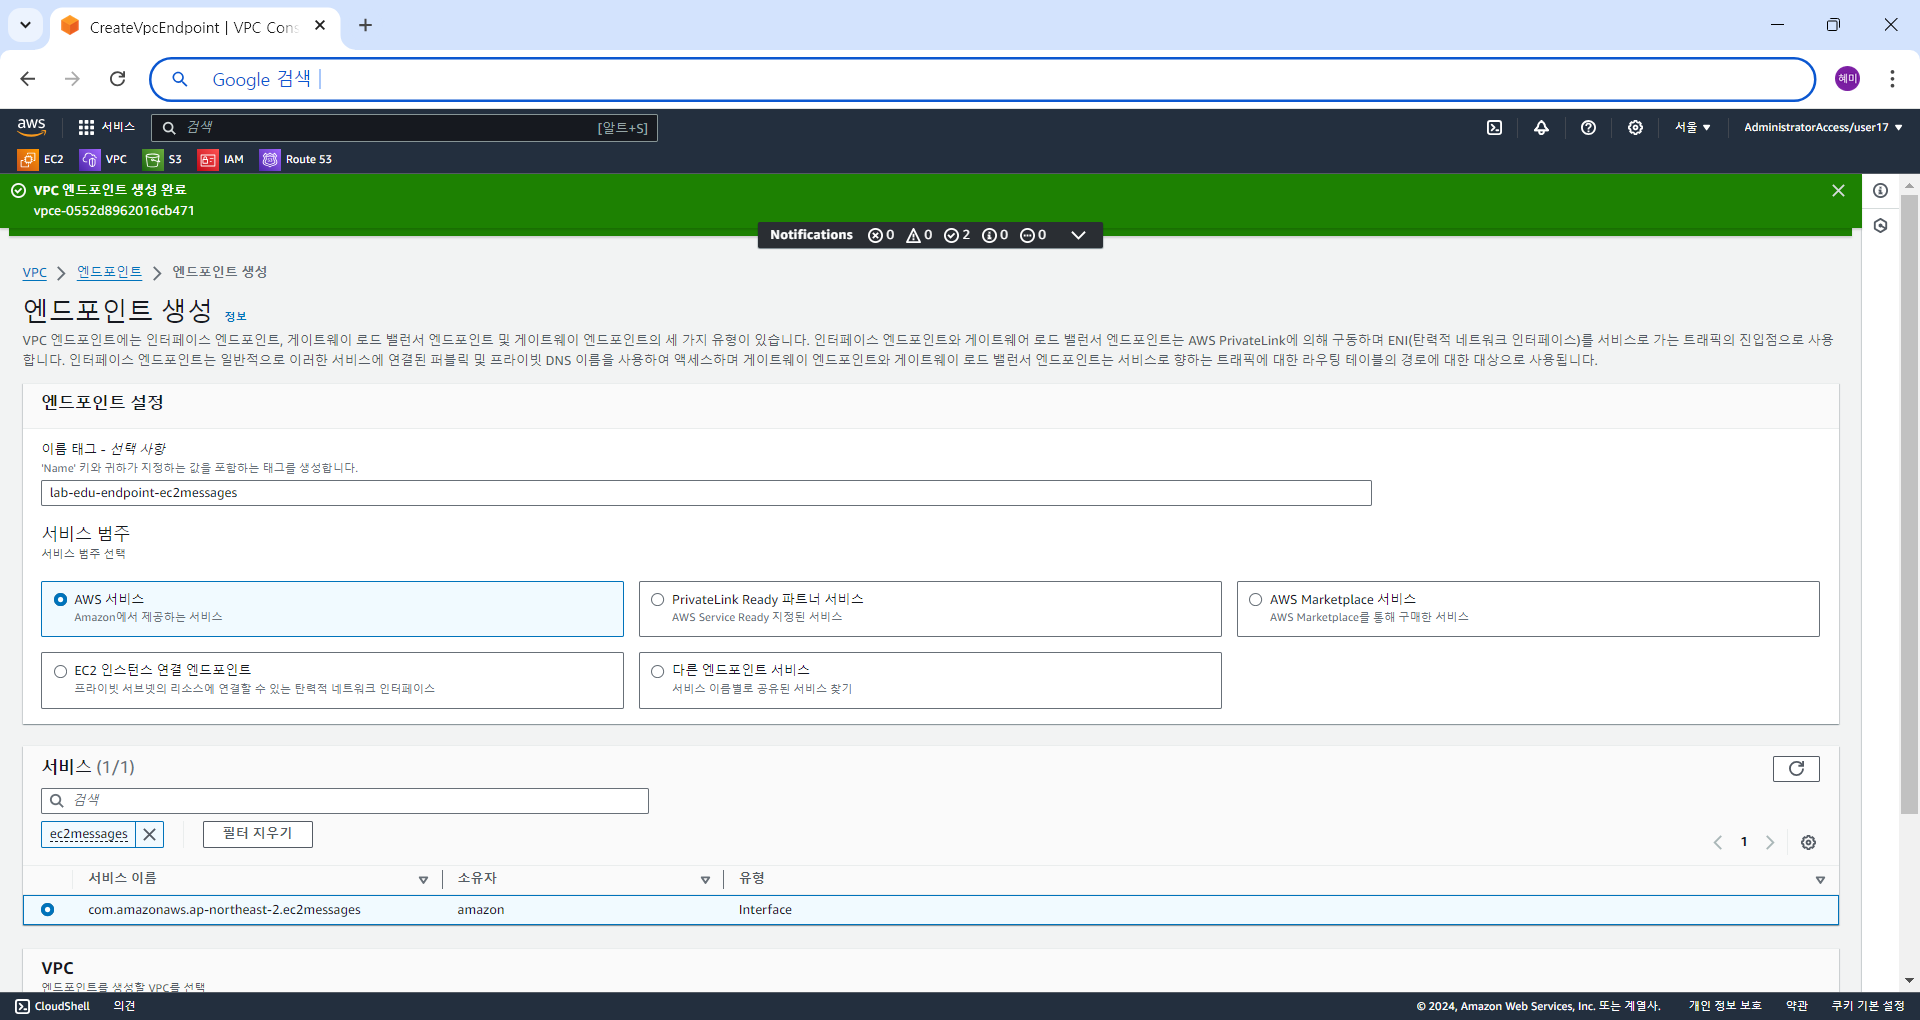 CreateVpcEndpoint | VPC Cons
Google 검색
혜미
aws
서비스
검색
[알트+S]
서울
AdministratorAccess/user17
EC2
VPC
S3
IAM
Route 53
VPC 엔드포인트 생성 완료
vpce-0552d8962016cb471
Notifications 0 0 2 0 0
VPC
엔드포인트
엔드포인트 생성
엔드포인트 생성 정보
VPC 엔드포인트에는 인터페이스 엔드포인트, 게이트웨이 로드 밸런서 엔드포인트 및 게이트웨이 엔드포인트의 세 가지 유형이 있습니다. 인터페이스 엔드포인트와 게이트웨어 로드 밸런서 엔드포인트는 AWS PrivateLink에 의해 구동하며 ENI(탄력적 네트워크 인터페이스)를 서비스로 가는 트래픽의 진입점으로 사용
합니다. 인터페이스 엔드포인트는 일반적으로 이러한 서비스에 연결된 퍼블릭 및 프라이빗 DNS 이름을 사용하여 액세스하며 게이트웨이 엔드포인트와 게이트웨이 로드 밸런서 엔드포인트는 서비스로 향하는 트래픽에 대한 라우팅 테이블의 경로에 대한 대상으로 사용됩니다.
엔드포인트 설정
이름 태그 - 선택 사항
'Name' 키와 귀하가 지정하는 값을 포함하는 태그를 생성합니다.
lab-edu-endpoint-ec2messages
서비스 범주
서비스 범주 선택
AWS 서비스
Amazon에서 제공하는 서비스
PrivateLink Ready 파트너 서비스
AWS Service Ready 지정된 서비스
AWS Marketplace 서비스
AWS Marketplace를 통해 구매한 서비스
EC2 인스턴스 연결 엔드포인트
프라이빗 서브넷의 리소스에 연결할 수 있는 탄력적 네트워크 인터페이스
다른 엔드포인트 서비스
서비스 이름별로 공유된 서비스 찾기
서비스 (1/1)
검색
ec2messages
필터 지우기
1
서비스 이름
소유자
유형
com.amazonaws.ap-northeast-2.ec2messages
amazon
Interface
VPC
엔드포인트를 생성할 VPC를 선택
CloudShell
의견
© 2024, Amazon Web Services, Inc. 또는 계열사.
개인 정보 보호
약관
쿠키 기본 설정